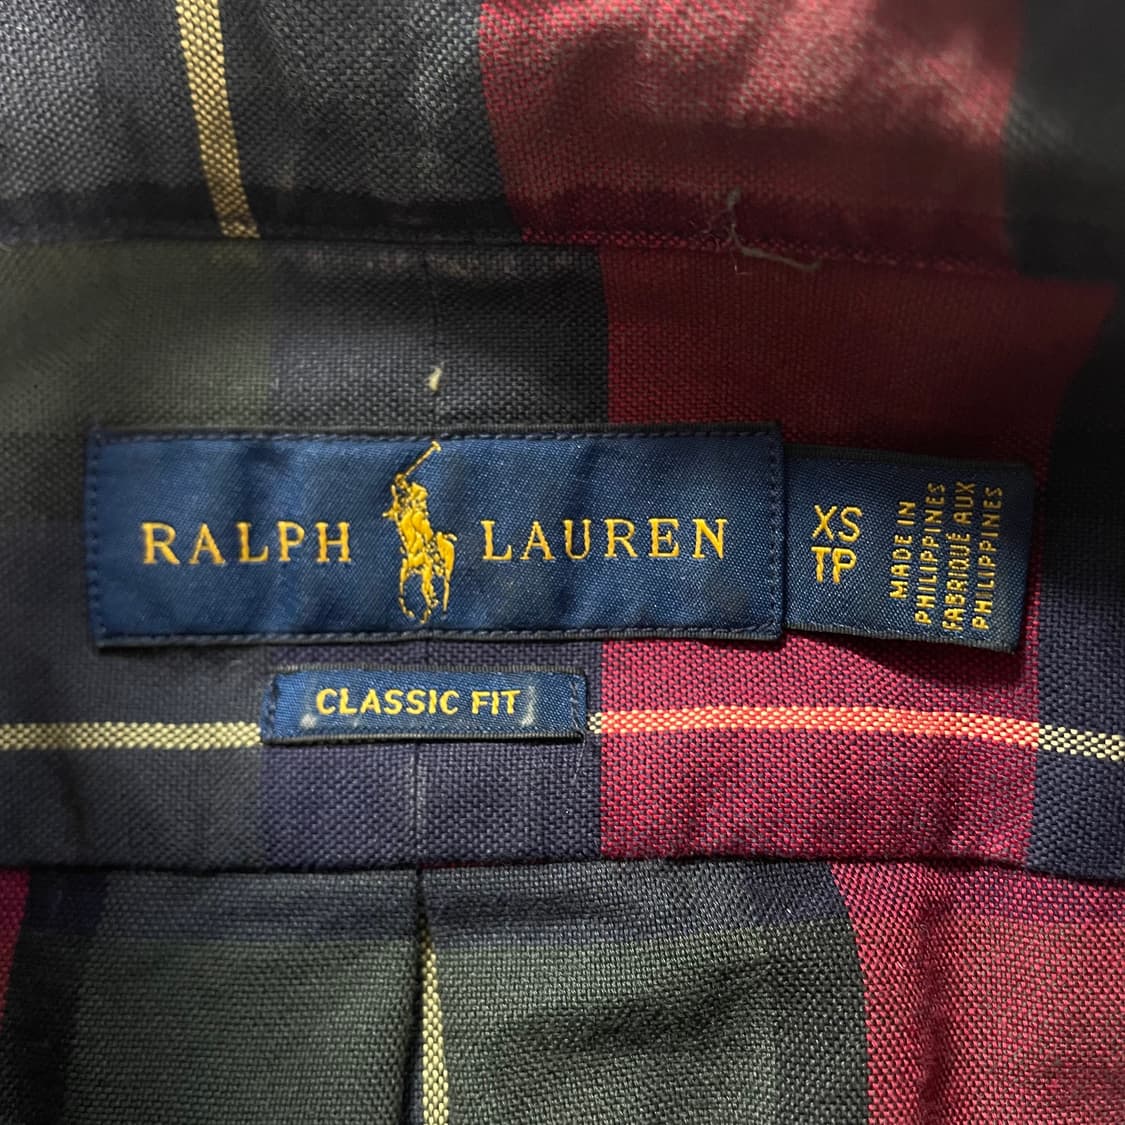 RALPH LAUREN
XS
TP
MADE IN
PHILIPPINES
FABRIQUÉ AUX
PHILIPPINES
CLASSIC FIT